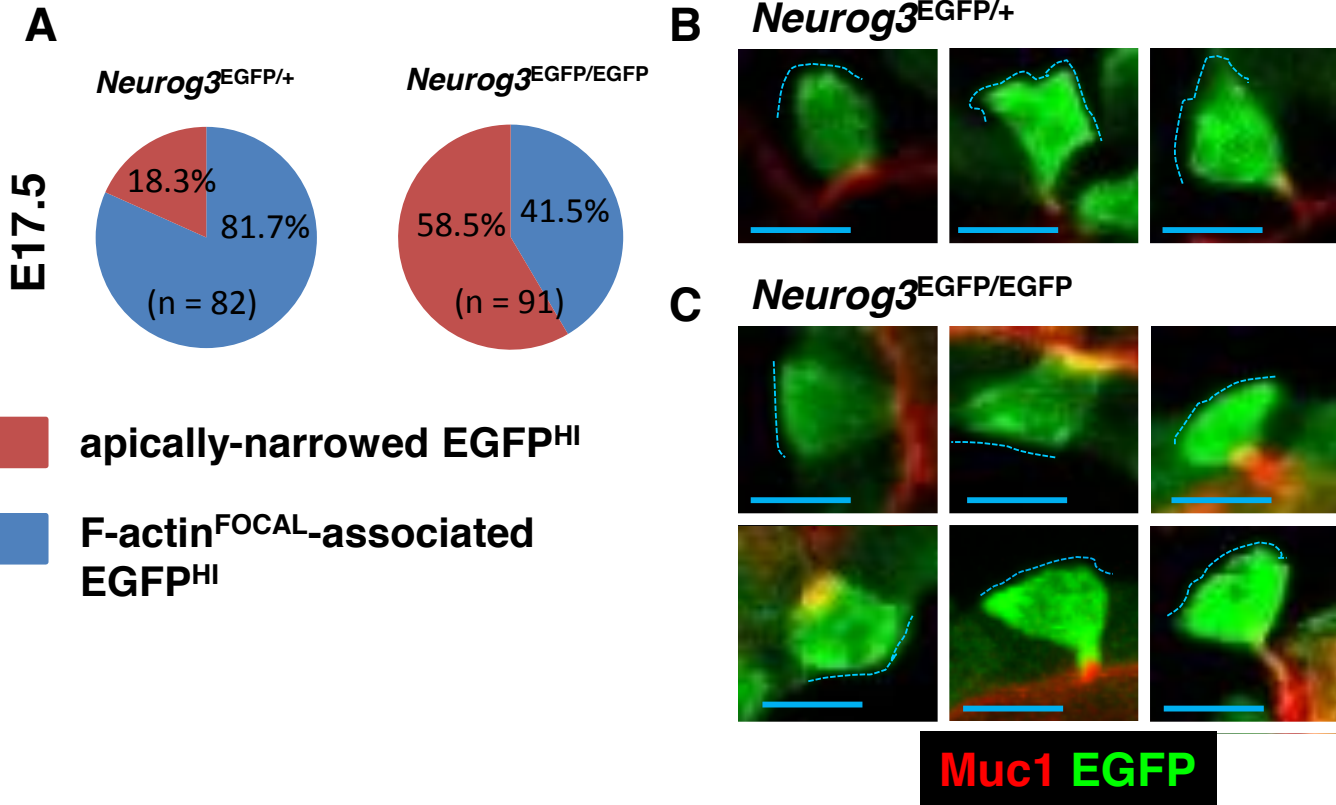 A
Neurog3EGFP/+
Neurog3EGFP/EGFP
E17.5
18.3%
81.7%
(n = 82)
58.5%
41.5%
(n = 91)
apically-narrowed EGFPHI
F-actinFOCAL-associated
EGFPHI
B
Neurog3EGFP/+
C
Neurog3EGFP/EGFP
Muc1 EGFP